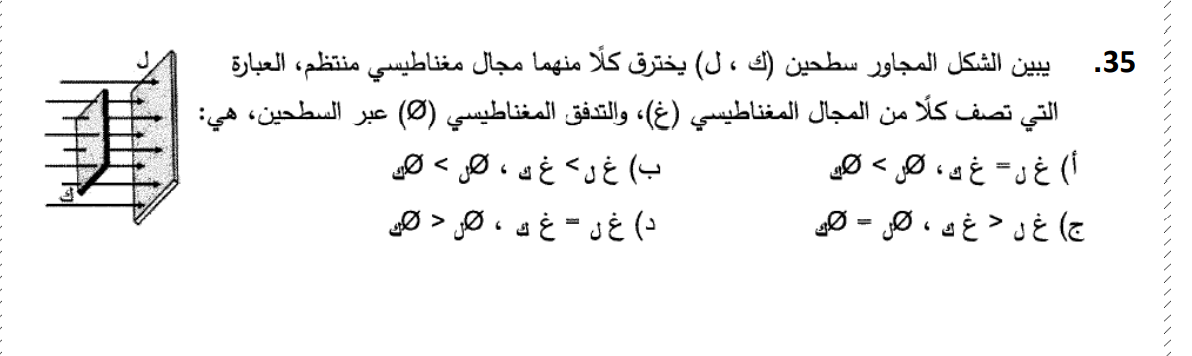 35. يبين الشكل المجاور سطحين (ك ، ل) يخترق كلًا منهما مجال مغناطيسي منتظم، العبارة
التي تصف كلًا من المجال المغناطيسي (غ)، والتدفق المغناطيسي (Ø) عبر السطحين، هي:
أ) غ ل = غ ك ، Øل > Øك ب) غ ل > غ ك ، Øل > Øك
ج) غ ل < غ ك ، Øل = Øك د) غ ل = غ ك ، Øل < Øك
ل
ك